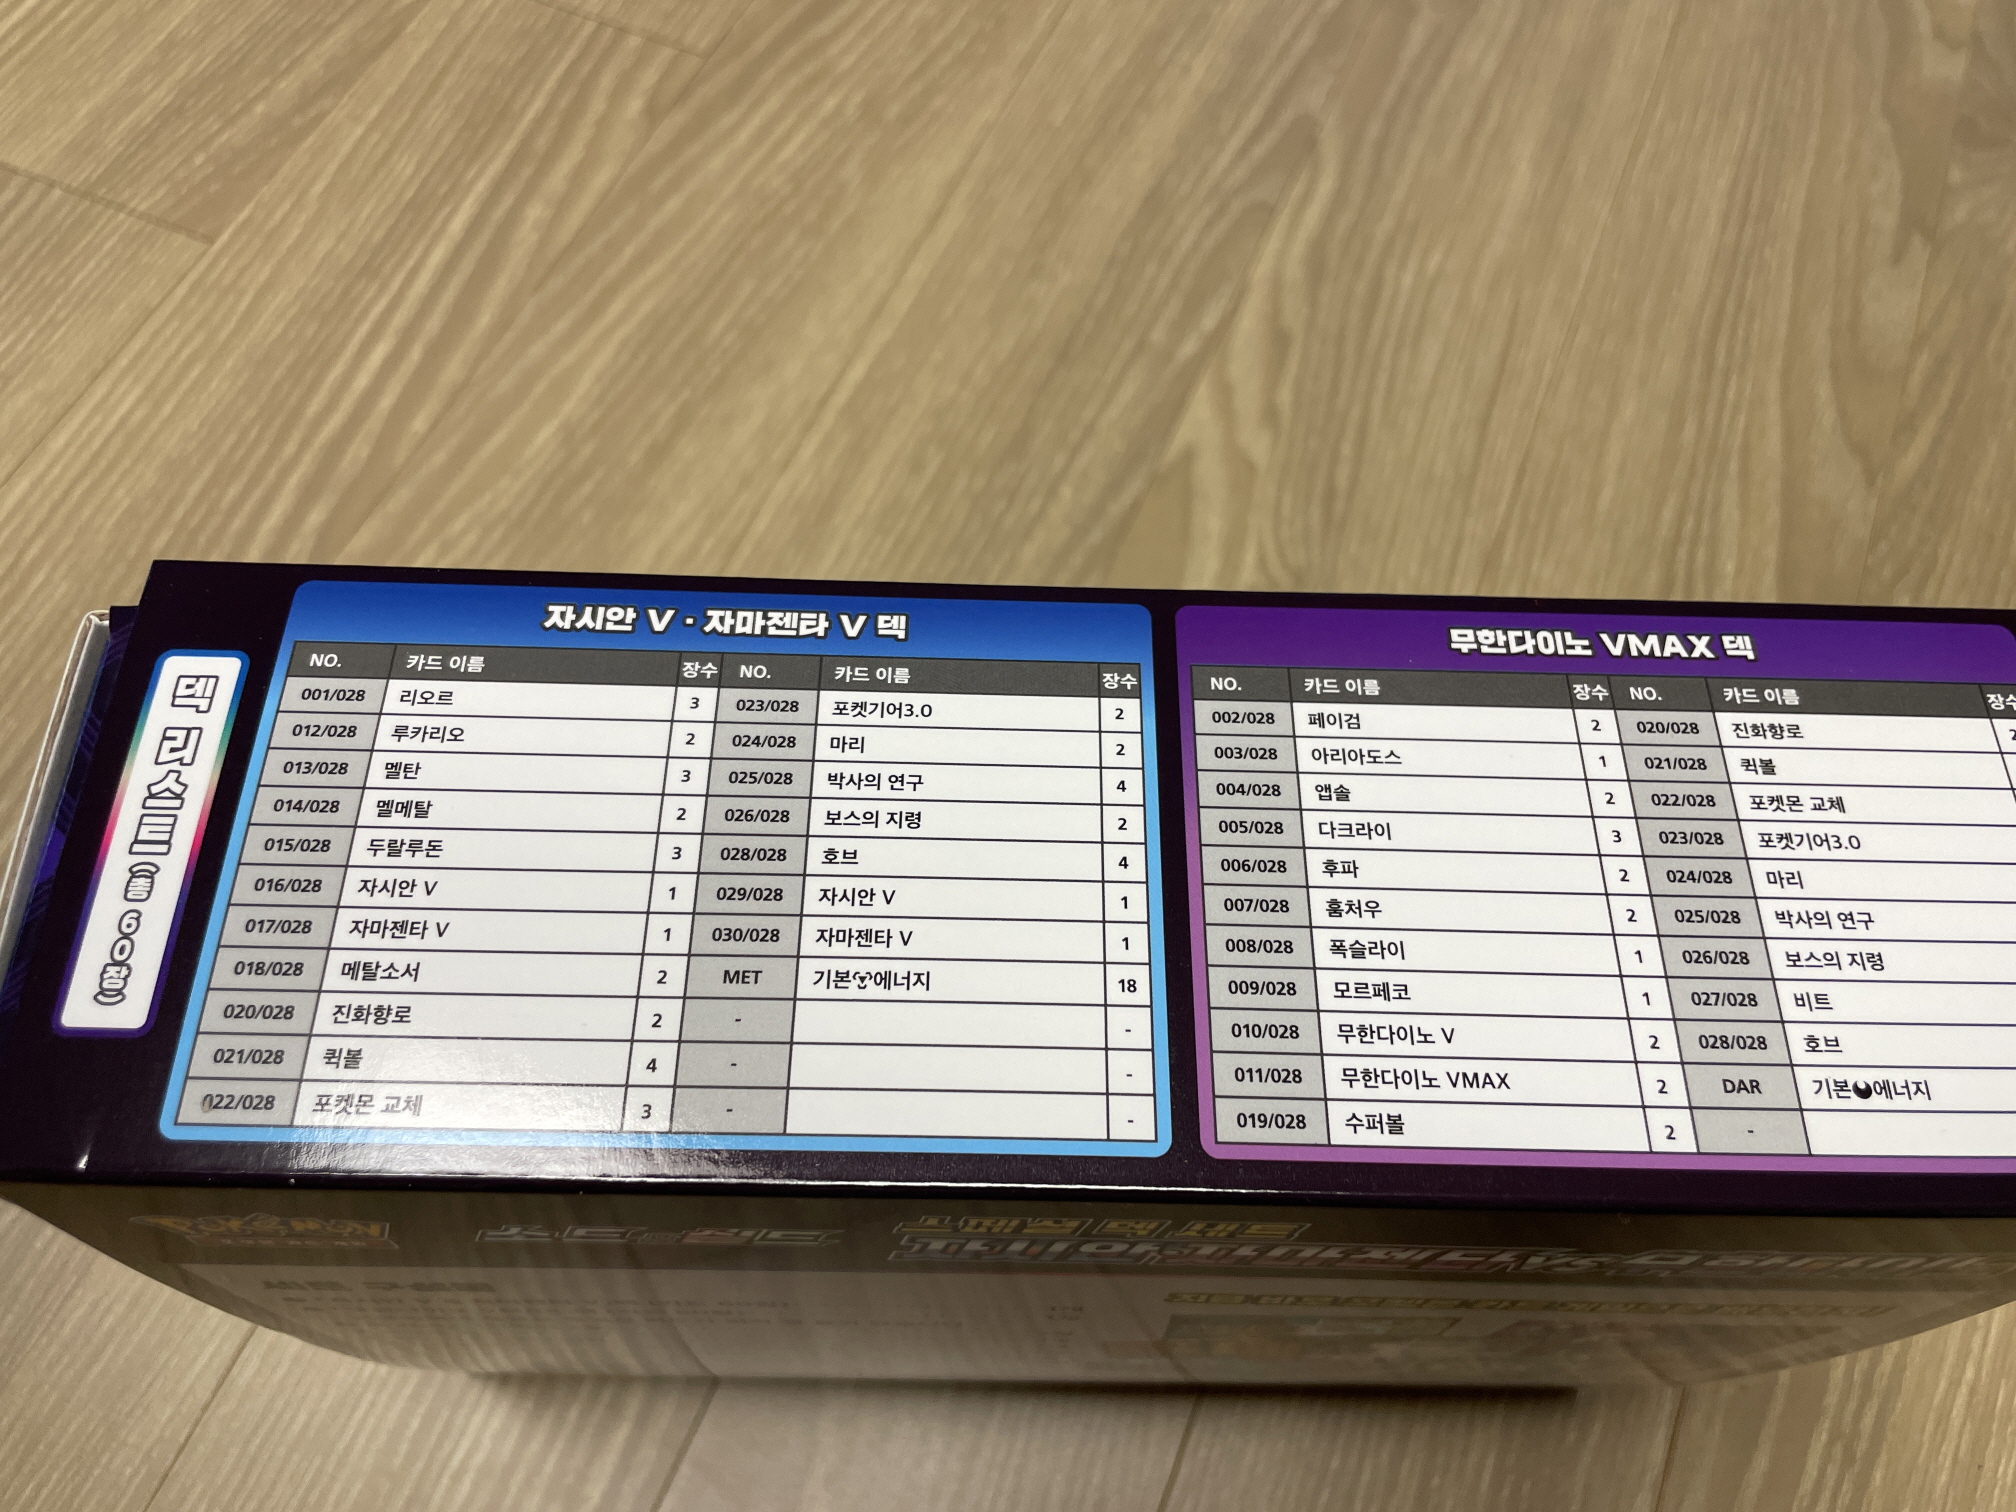 덱 리스트 (총 60장)
자시안 V · 자마젠타 V 덱
NO. 카드 이름 장수 NO. 카드 이름 장수
001/028 리오르 3 023/028 포켓기어3.0 2
012/028 루카리오 2 024/028 마리 2
013/028 멜탄 3 025/028 박사의 연구 4
014/028 멜메탈 2 026/028 보스의 지령 2
015/028 두랄루돈 3 028/028 호브 4
016/028 자시안 V 1 029/028 자시안 V 1
017/028 자마젠타 V 1 030/028 자마젠타 V 1
018/028 메탈소서 2 MET 기본 에너지 18
020/028 진화향로 2 - -
021/028 퀵볼 4 - -
022/028 포켓몬 교체 3 - -
무한다이노 VMAX 덱
NO. 카드 이름 장수 NO. 카드 이름 장수
002/028 페이검 2 020/028 진화향로 2
003/028 아리아도스 1 021/028 퀵볼
004/028 앱솔 2 022/028 포켓몬 교체
005/028 다크라이 3 023/028 포켓기어3.0
006/028 후파 2 024/028 마리
007/028 훔처우 2 025/028 박사의 연구
008/028 폭슬라이 1 026/028 보스의 지령
009/028 모르페코 1 027/028 비트
010/028 무한다이노 V 2 028/028 호브
011/028 무한다이노 VMAX 2 DAR 기본 에너지
019/028 수퍼볼 2 -
POKÉMON
소드 실드
스페셜 덱 세트